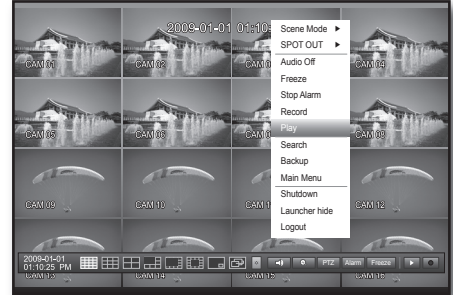 2009-01-01 01:10:
Scene Mode
SPOT OUT
Audio Off
Freeze
Stop Alarm
Record
Play
Search
Backup
Main Menu
Shutdown
Launcher hide
Logout
CAM 01
CAM 02
CAM 04
CAM 05
CAM 06
CAM 08
CAM 09
CAM 10
CAM 12
CAM 13
CAM 14
CAM 15
CAM 16
2009-01-01
01:10:25 PM
PTZ Alarm Freeze